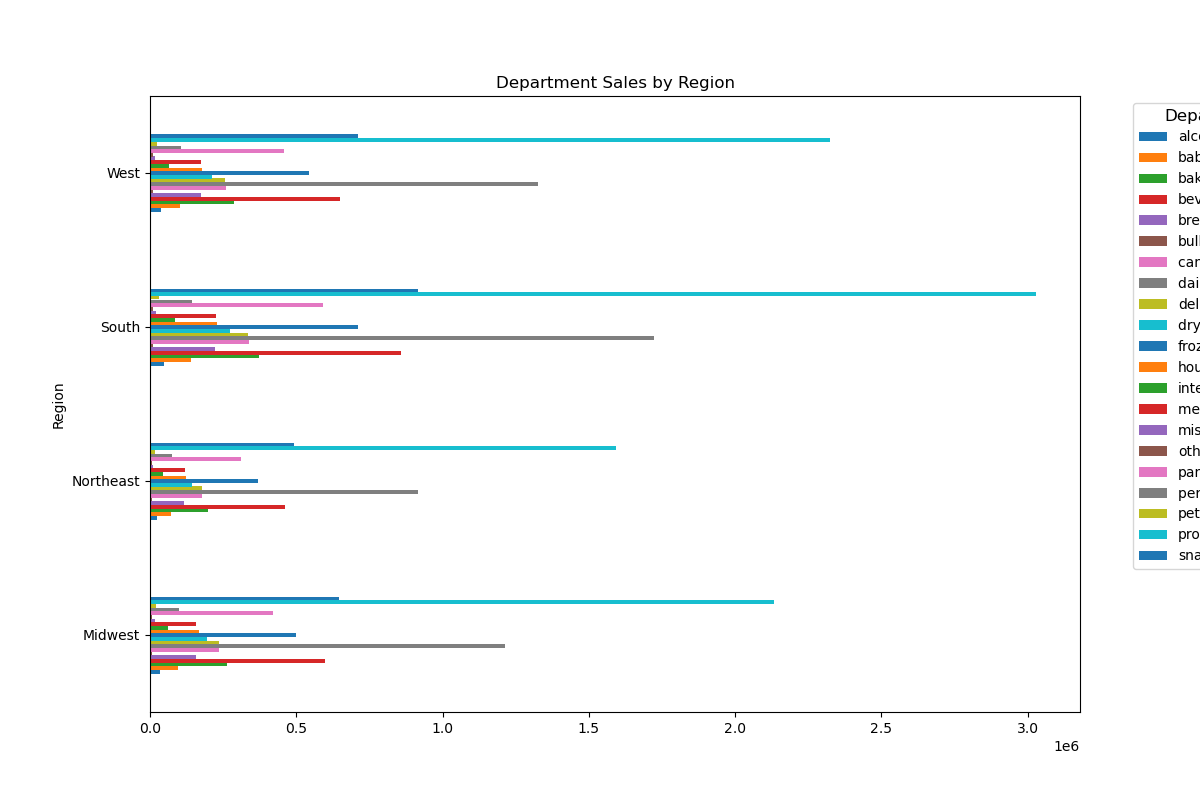 Department Sales by Region
West
South
Northeast
Midwest
Region
0.0
0.5
1.0
1.5
2.0
2.5
3.0
1e6
Depa
alco
bab
bak
bev
bre
bull
can
dai
del
dry
froz
hou
inte
me
mis
oth
pan
per
pet
pro
sna